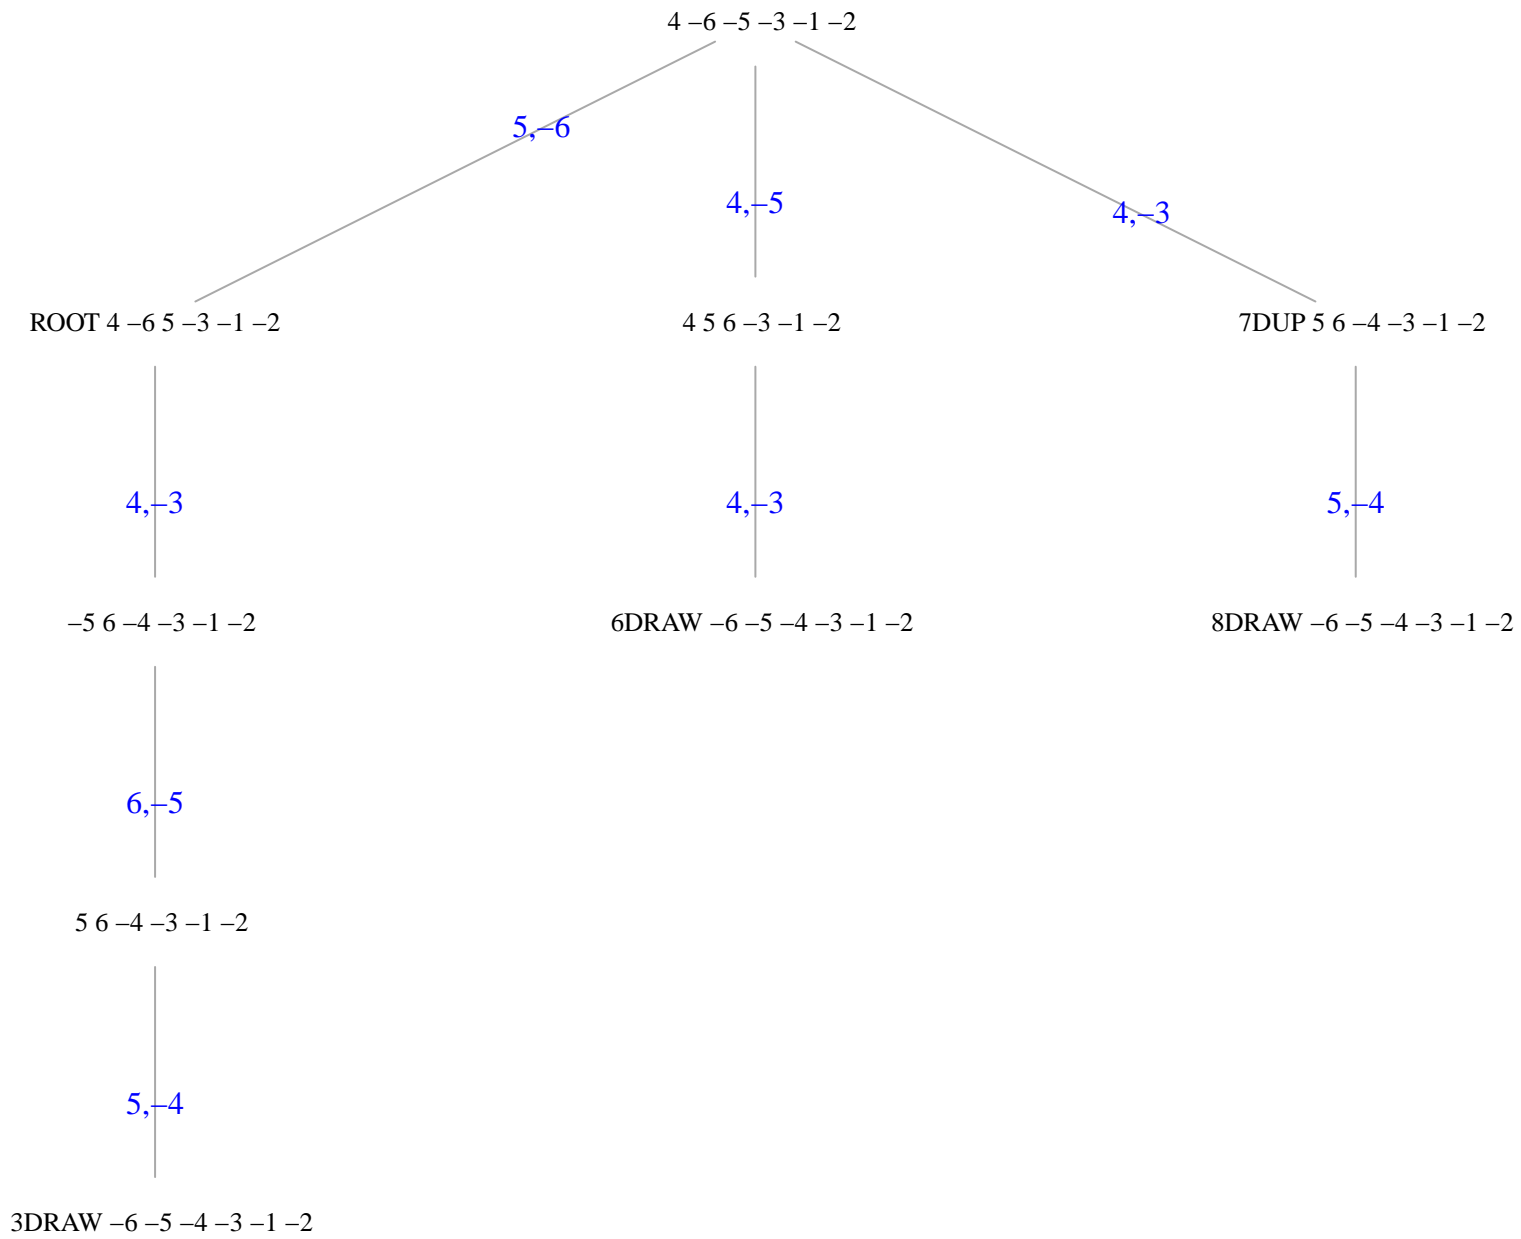 4 –6 –5 –3 –1 –2
5,–6
4,–5
4,–3
ROOT 4 –6 5 –3 –1 –2
4 5 6 –3 –1 –2
7DUP 5 6 –4 –3 –1 –2
4,–3
4,–3
5,–4
–5 6 –4 –3 –1 –2
6DRAW –6 –5 –4 –3 –1 –2
8DRAW –6 –5 –4 –3 –1 –2
6,–5
5 6 –4 –3 –1 –2
5,–4
3DRAW –6 –5 –4 –3 –1 –2